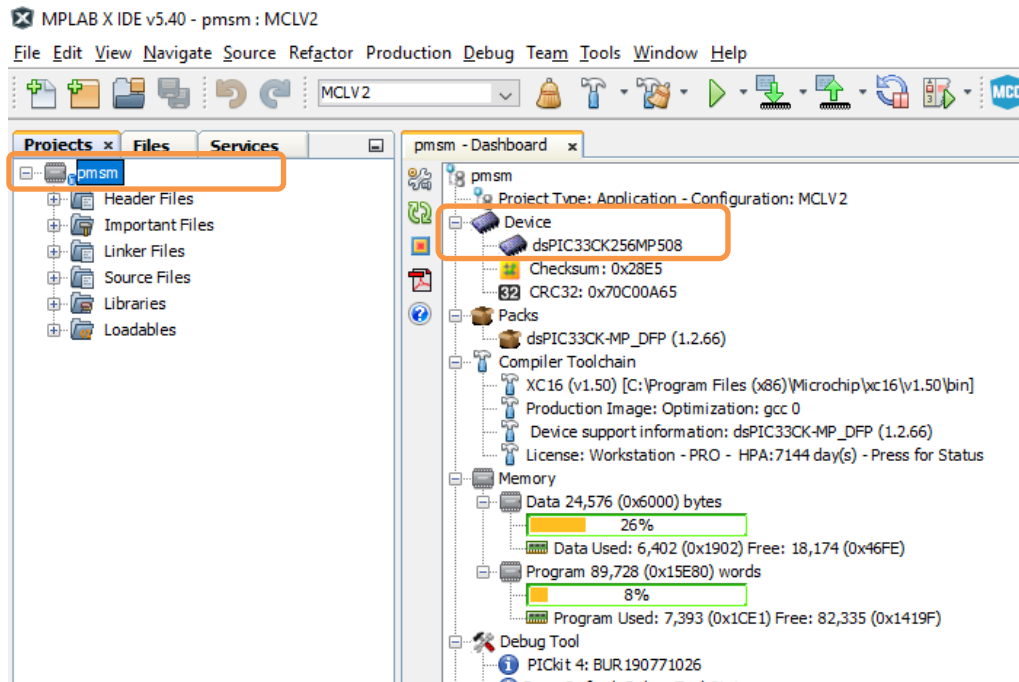 MPLAB X IDE v5.40 - pmsm : MCLV2
File Edit View Navigate Source Refactor Production Debug Team Tools Window Help
MCLV2
MCC
Projects × Files Services
pmsm
Header Files
Important Files
Linker Files
Source Files
Libraries
Loadables
pmsm - Dashboard ×
pmsm
Project Type: Application - Configuration: MCLV2
Device
dsPIC33CK256MP508
Checksum: 0x28E5
32 CRC32: 0x70C00A65
Packs
dsPIC33CK-MP_DFP (1.2.66)
Compiler Toolchain
XC16 (v1.50) [C:\Program Files (x86)\Microchip\xc16\v1.50\bin]
Production Image: Optimization: gcc 0
Device support information: dsPIC33CK-MP_DFP (1.2.66)
License: Workstation - PRO - HPA:7144 day(s) - Press for Status
Memory
Data 24,576 (0x6000) bytes
26%
Data Used: 6,402 (0x1902) Free: 18,174 (0x46FE)
Program 89,728 (0x15E80) words
8%
Program Used: 7,393 (0x1CE1) Free: 82,335 (0x1419F)
Debug Tool
PICkit 4: BUR190771026